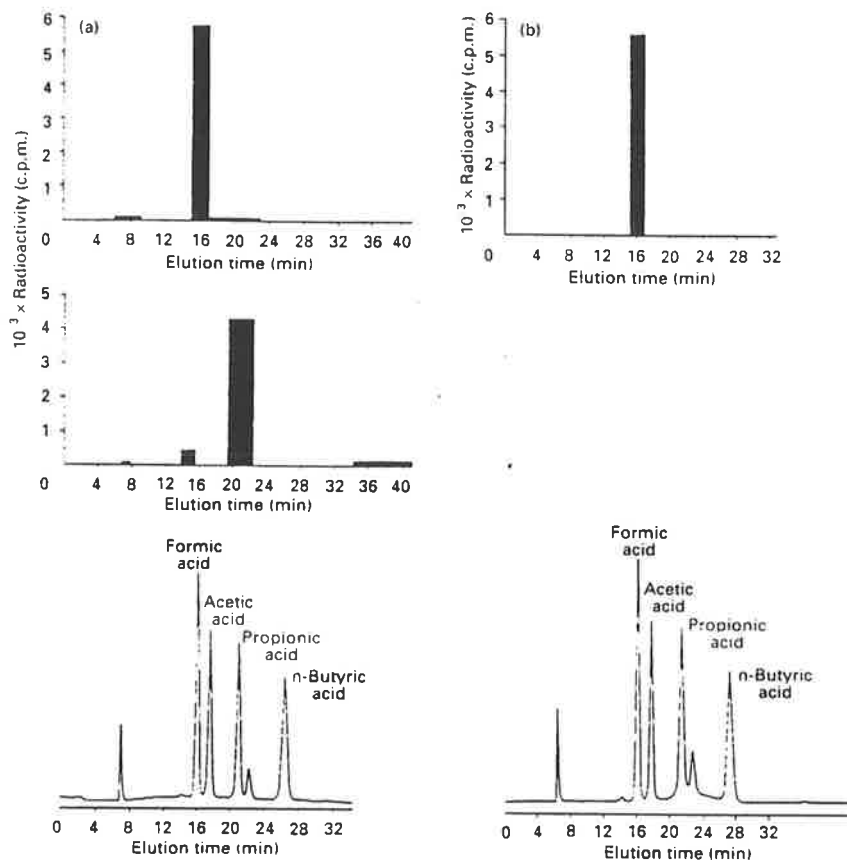 (a)
6
5
4
3
2
1
0 4 8 12 16 20 24 28 32 36 40
Elution time (min)
(b)
6
5
4
3
2
1
0 4 8 12 16 20 24 28 32
Elution time (min)
10³ × Radioactivity (c.p.m.)
10³ × Radioactivity (c.p.m.)
5
4
3
2
1
0 4 8 12 16 20 24 28 32 36 40
Elution time (min)
Formic
acid
Acetic
acid
Propionic
acid
n-Butyric
acid
0 4 8 12 16 20 24 28 32
Elution time (min)
Formic
acid
Acetic
acid
Propionic
acid
n-Butyric
acid
0 4 8 12 16 20 24 28 32
Elution time (min)